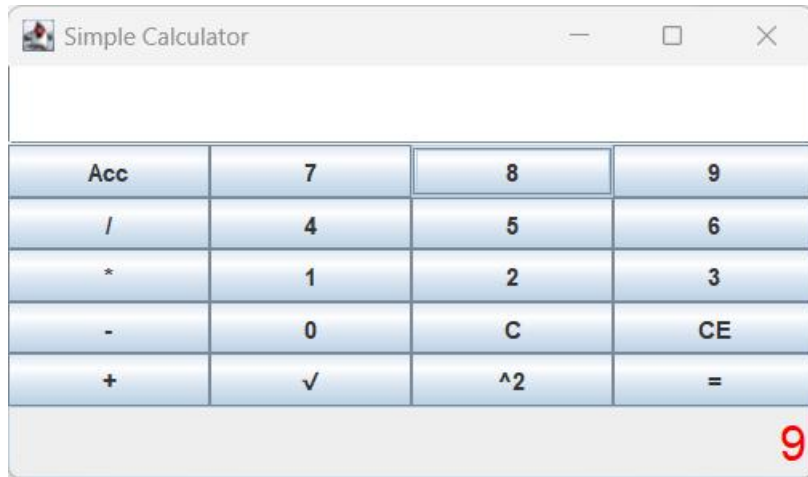 Simple Calculator
Acc 7 8 9
/ 4 5 6
* 1 2 3
- 0 C CE
+ √ ^2 =
9